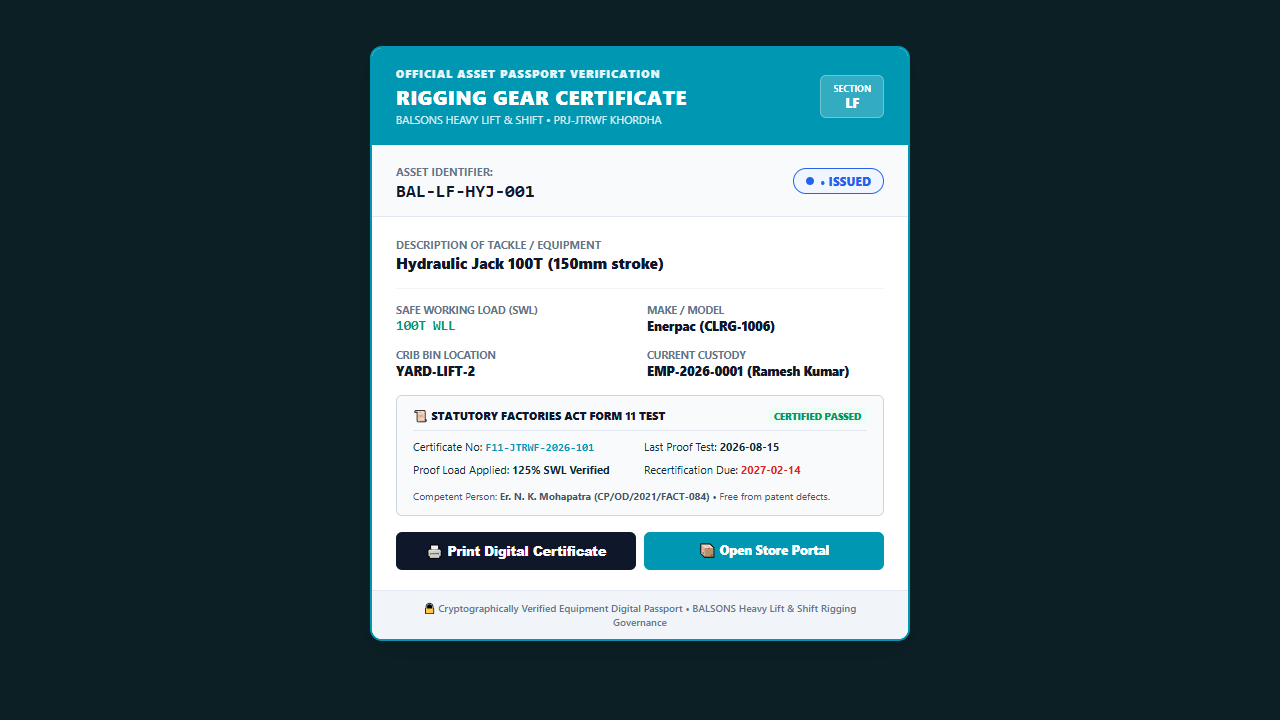 OFFICIAL ASSET PASSPORT VERIFICATION
RIGGING GEAR CERTIFICATE
BALSONS HEAVY LIFT & SHIFT • PRJ-JTRWF KHORDHA
SECTION
LF
ASSET IDENTIFIER:
BAL-LF-HYJ-001
• ISSUED
DESCRIPTION OF TACKLE / EQUIPMENT
Hydraulic Jack 100T (150mm stroke)
SAFE WORKING LOAD (SWL)
100T WLL
MAKE / MODEL
Enerpac (CLRG-1006)
CRIB BIN LOCATION
YARD-LIFT-2
CURRENT CUSTODY
EMP-2026-0001 (Ramesh Kumar)
STATUTORY FACTORIES ACT FORM 11 TEST
CERTIFIED PASSED
Certificate No: F11-JTRWF-2026-101
Last Proof Test: 2026-08-15
Proof Load Applied: 125% SWL Verified
Recertification Due: 2027-02-14
Competent Person: Er. N. K. Mohapatra (CP/OD/2021/FACT-084) • Free from patent defects.
Print Digital Certificate
Open Store Portal
Cryptographically Verified Equipment Digital Passport • BALSONS Heavy Lift & Shift Rigging
Governance